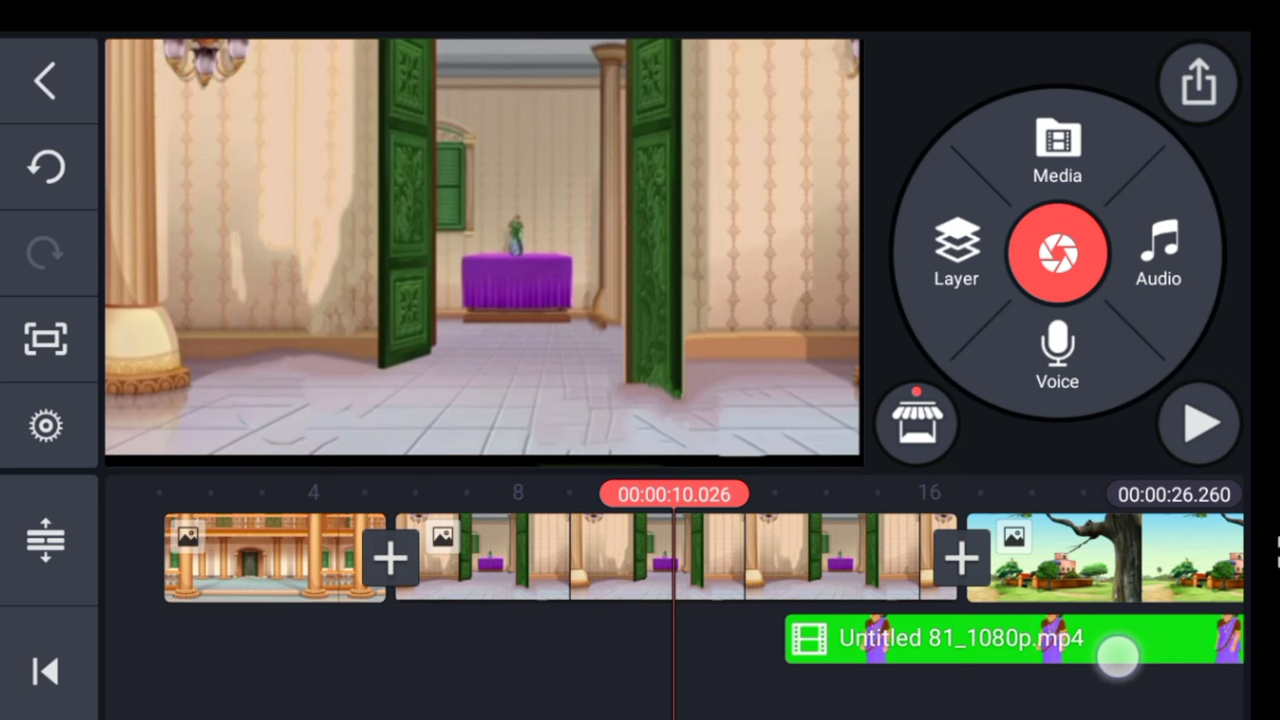 Media
Layer
Audio
Voice
4
8
00:00:10.026
16
00:00:26.260
Untitled 81_1080p.mp4